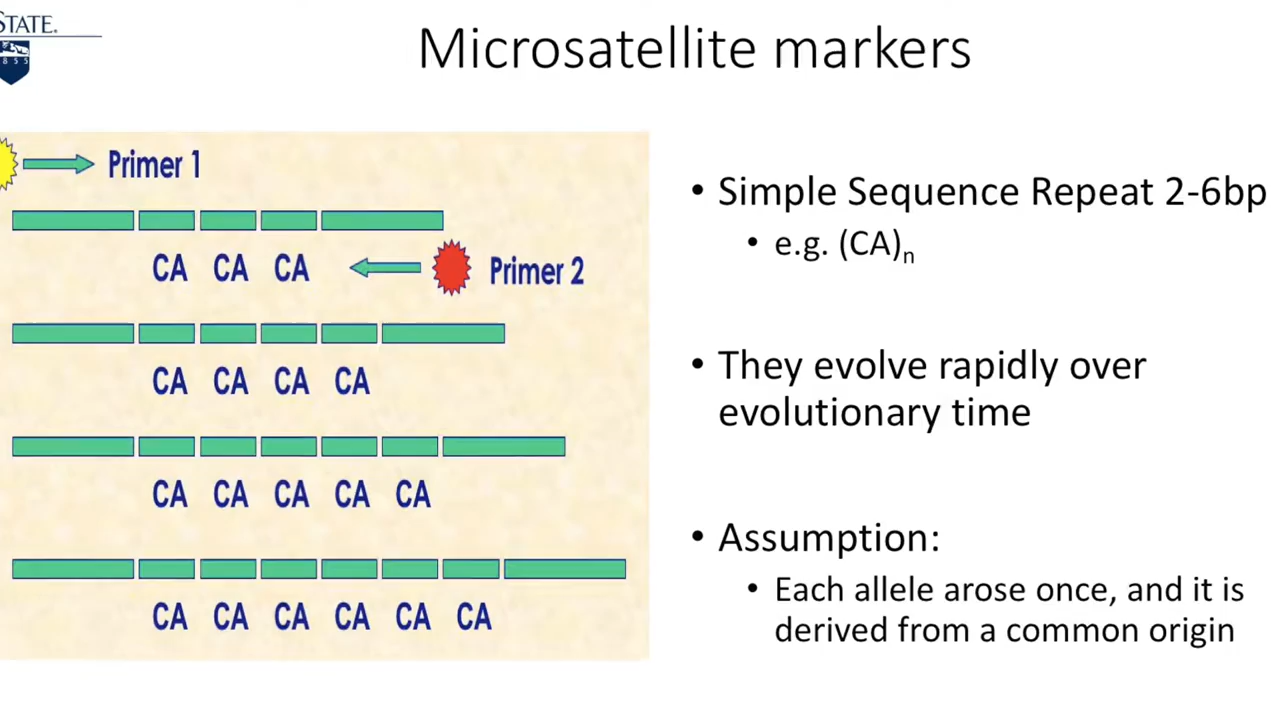 STATE.
1855
Microsatellite markers
Primer 1
CA CA CA
Primer 2
CA CA CA CA
CA CA CA CA CA
CA CA CA CA CA CA
• Simple Sequence Repeat 2-6bp
• e.g. (CA)n
• They evolve rapidly over
evolutionary time
• Assumption:
• Each allele arose once, and it is
derived from a common origin